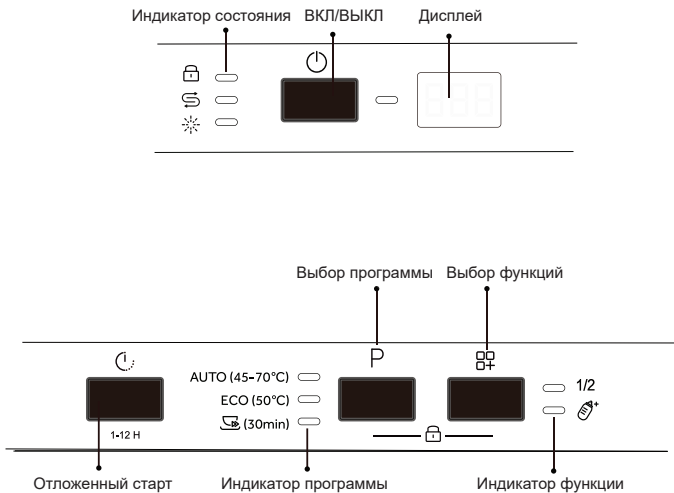 Индикатор состояния ВКЛ/ВЫКЛ Дисплей
888
Выбор программы Выбор функций
P
AUTO (45-70°C)
ECO (50°C)
(30min)
1/2
1-12 H
Отложенный старт Индикатор программы Индикатор функции